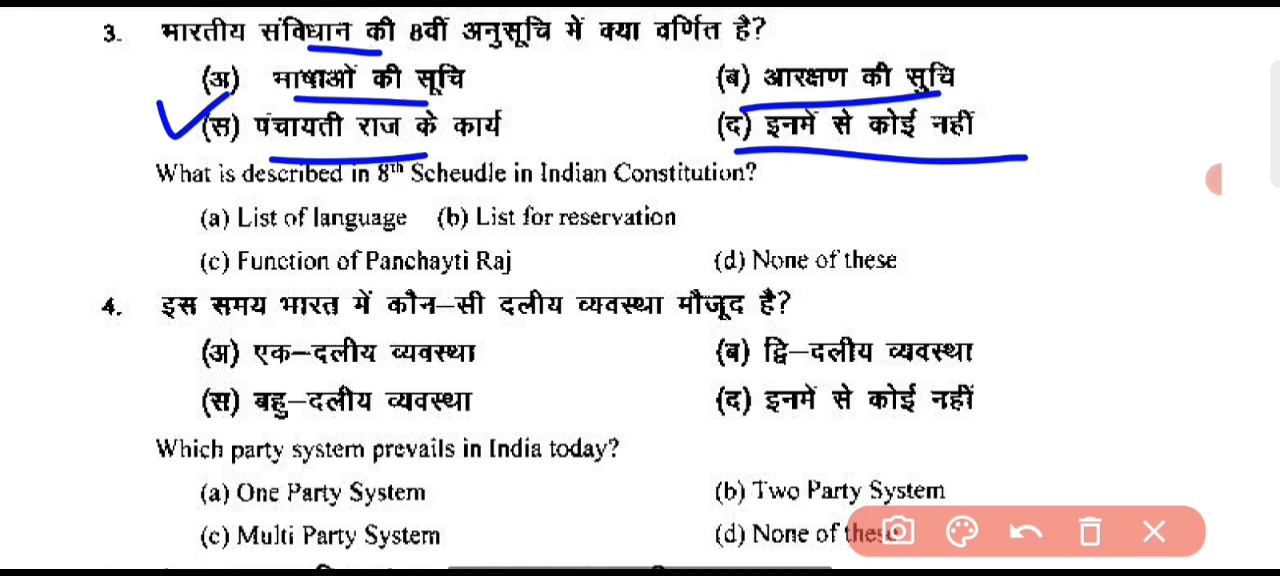 3. भारतीय संविधान की 8वीं अनुसूचि में क्या वर्णित है?
(अ) भाषाओं की सूचि (ब) आरक्षण की सुचि
(स) पंचायती राज के कार्य (द) इनमें से कोई नहीं
What is described in 8th Scheudle in Indian Constitution?
(a) List of language (b) List for reservation
(c) Function of Panchayti Raj (d) None of these
4. इस समय भारत में कौन–सी दलीय व्यवस्था मौजूद है?
(अ) एक–दलीय व्यवस्था (ब) द्वि–दलीय व्यवस्था
(स) बहु–दलीय व्यवस्था (द) इनमें से कोई नहीं
Which party system prevails in India today?
(a) One Party System (b) Two Party System
(c) Multi Party System (d) None of these